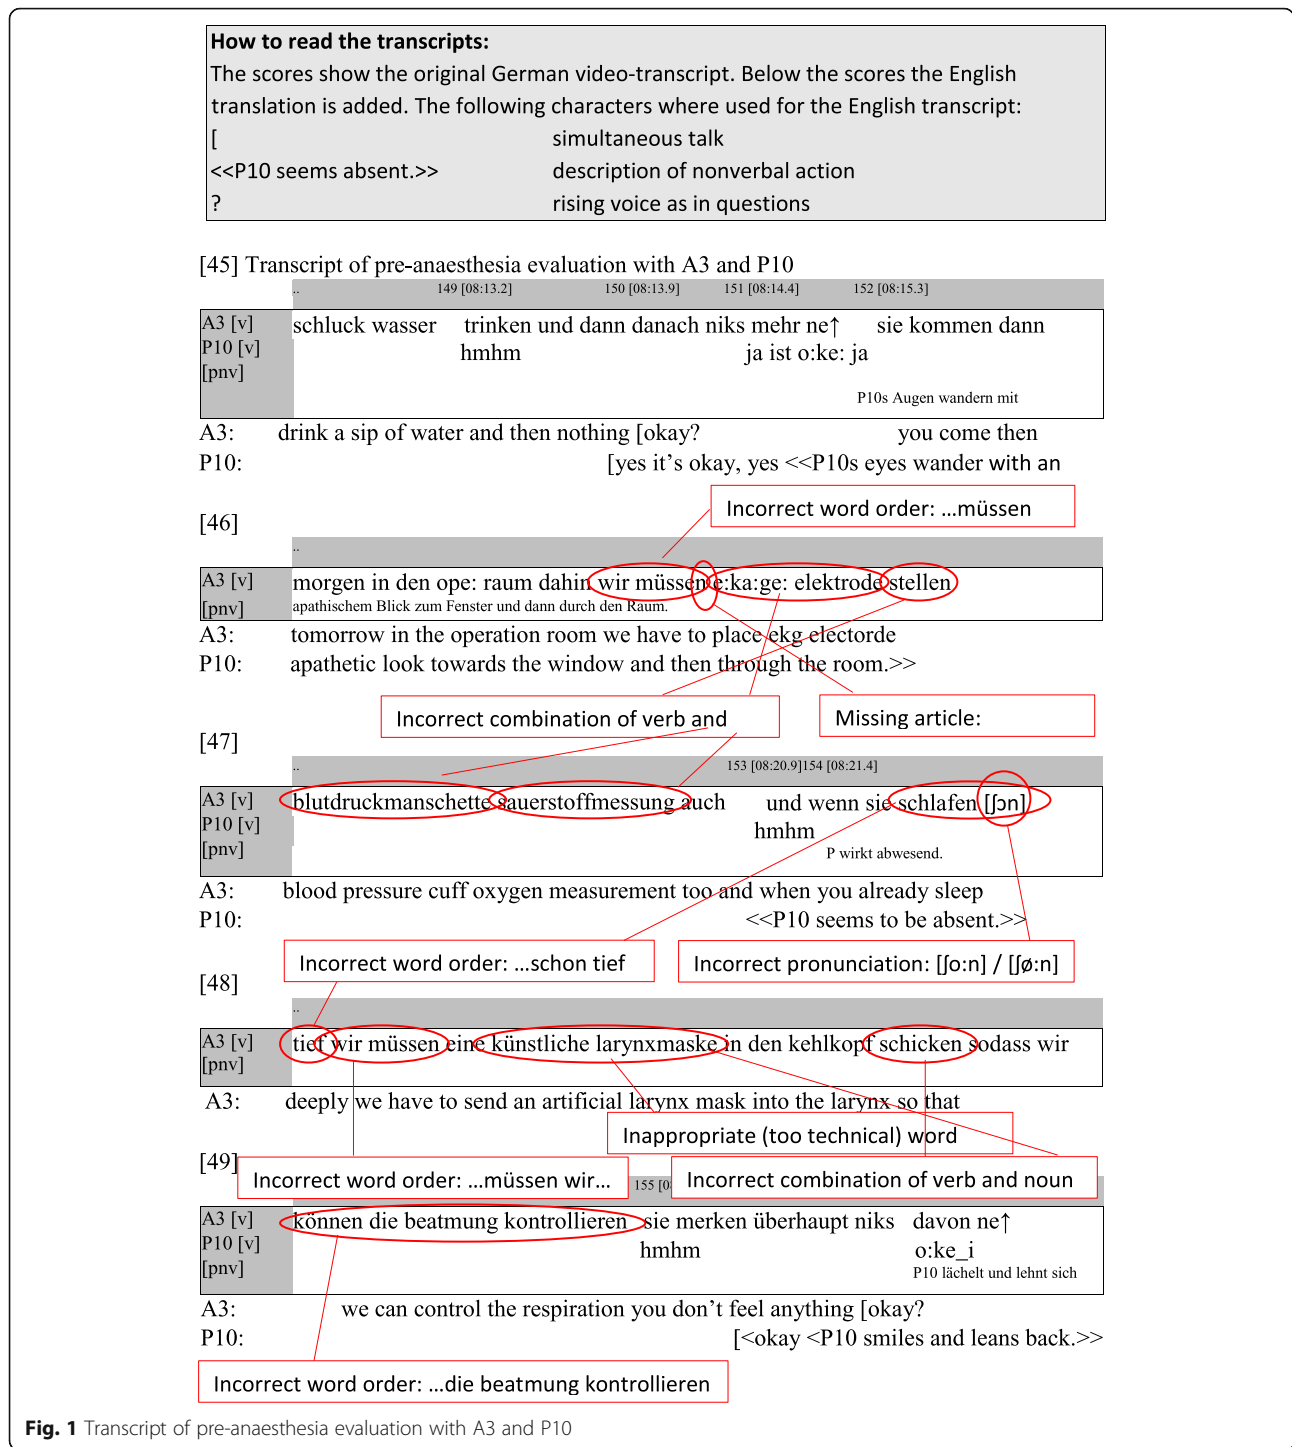 How to read the transcripts:
The scores show the original German video-transcript. Below the scores the English
translation is added. The following characters where used for the English transcript:
[ simultaneous talk
<<P10 seems absent.>> description of nonverbal action
? rising voice as in questions
[45] Transcript of pre-anaesthesia evaluation with A3 and P10
.. 149 [08:13.2] 150 [08:13.9] 151 [08:14.4] 152 [08:15.3]
A3 [v] schluck wasser trinken und dann danach niks mehr ne↑ sie kommen dann
P10 [v] hmhm ja ist o:ke: ja
[pnv]
P10s Augen wandern mit
A3: drink a sip of water and then nothing [okay? you come then
P10: [yes it's okay, yes <<P10s eyes wander with an
Incorrect word order: …müssen
[46]
..
A3 [v] morgen in den ope: raum dahin wir müssen e:ka:ge: elektrode stellen
[pnv] apathischem Blick zum Fenster und dann durch den Raum.
A3: tomorrow in the operation room we have to place ekg electorde
P10: apathetic look towards the window and then through the room.>>
Incorrect combination of verb and
Missing article:
[47]
.. 153 [08:20.9]154 [08:21.4]
A3 [v] blutdruckmanschette sauerstoffmessung auch und wenn sie schlafen [ʃɔn]
P10 [v] hmhm
[pnv] P wirkt abwesend.
A3: blood pressure cuff oxygen measurement too and when you already sleep
P10: <<P10 seems to be absent.>>
Incorrect word order: …schon tief
Incorrect pronunciation: [ʃo:n] / [ʃø:n]
[48]
..
A3 [v] tief wir müssen eine künstliche larynxmaske in den kehlkopf schicken sodass wir
[pnv]
A3: deeply we have to send an artificial larynx mask into the larynx so that
Inappropriate (too technical) word
[49]
Incorrect word order: …müssen wir…
Incorrect combination of verb and noun
155 [0
A3 [v] können die beatmung kontrollieren sie merken überhaupt niks davon ne↑
P10 [v] hmhm o:ke_i
[pnv] P10 lächelt und lehnt sich
A3: we can control the respiration you don't feel anything [okay?
P10: [<okay <P10 smiles and leans back.>>
Incorrect word order: …die beatmung kontrollieren
Fig. 1 Transcript of pre-anaesthesia evaluation with A3 and P10